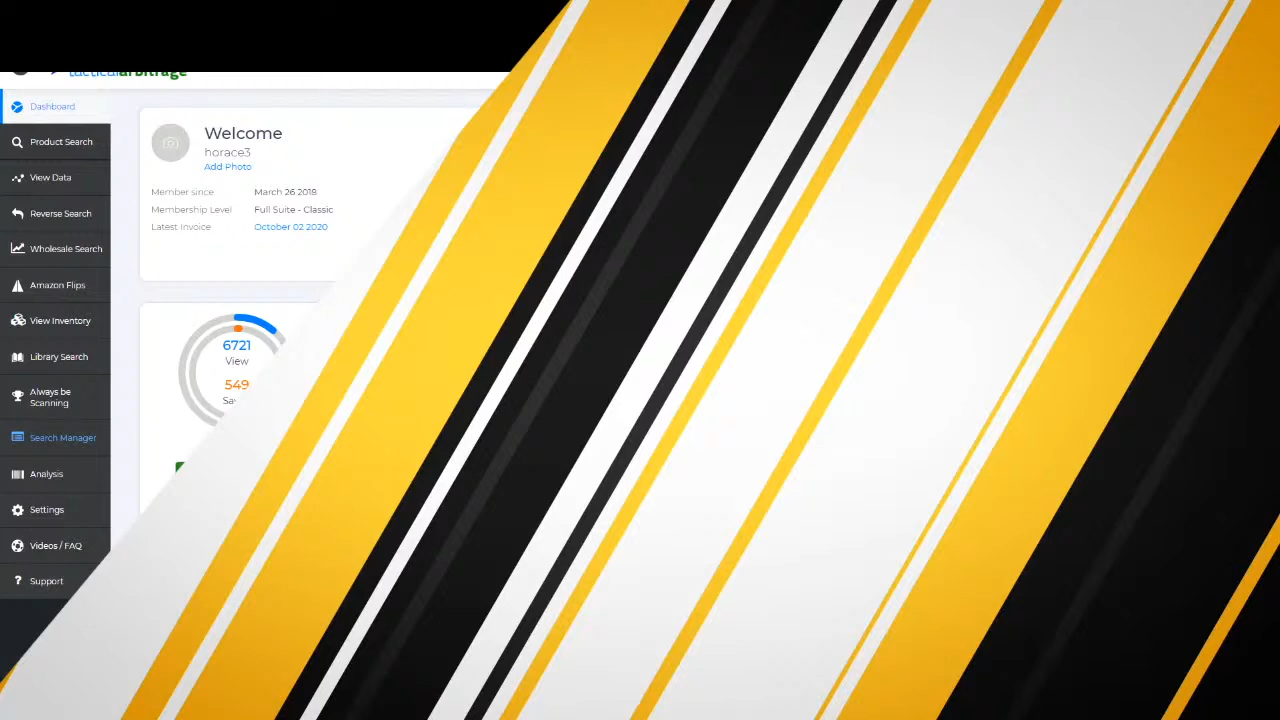 tacticalarbitrage
Dashboard
Product Search
View Data
Reverse Search
Wholesale Search
Amazon Flips
View Inventory
Library Search
Always be
Scanning
Search Manager
Analysis
Settings
Videos / FAQ
? Support
Welcome
horace3
Add Photo
Member since March 26 2018
Membership Level Full Suite - Classic
Latest Invoice October 02 2020
6721
View
549